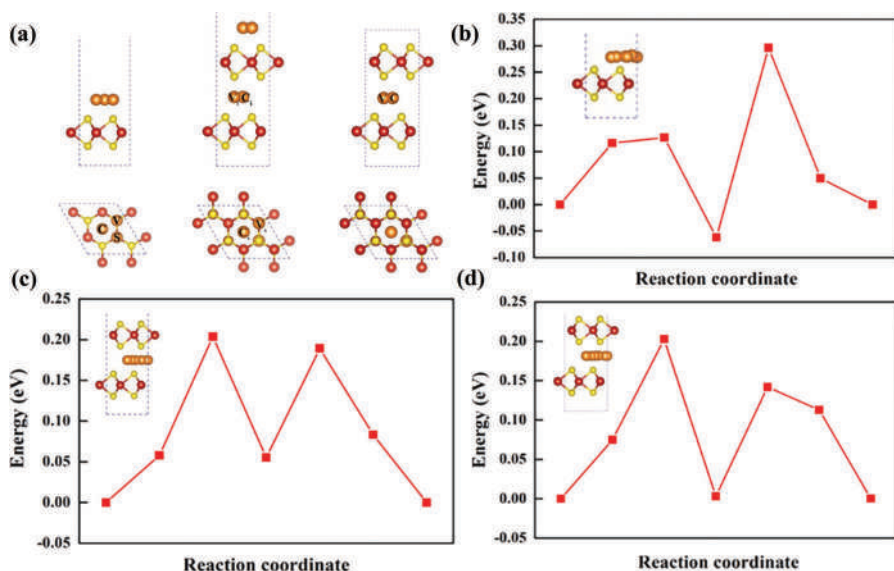 (a)
V C
V C
C V
S
C V
(b)
0.35
0.30
0.25
0.20
0.15
0.10
0.05
0.00
-0.05
-0.10
Energy (eV)
Reaction coordinate
(c)
0.25
0.20
0.15
0.10
0.05
0.00
-0.05
Energy (eV)
Reaction coordinate
(d)
0.25
0.20
0.15
0.10
0.05
0.00
-0.05
Energy (eV)
Reaction coordinate